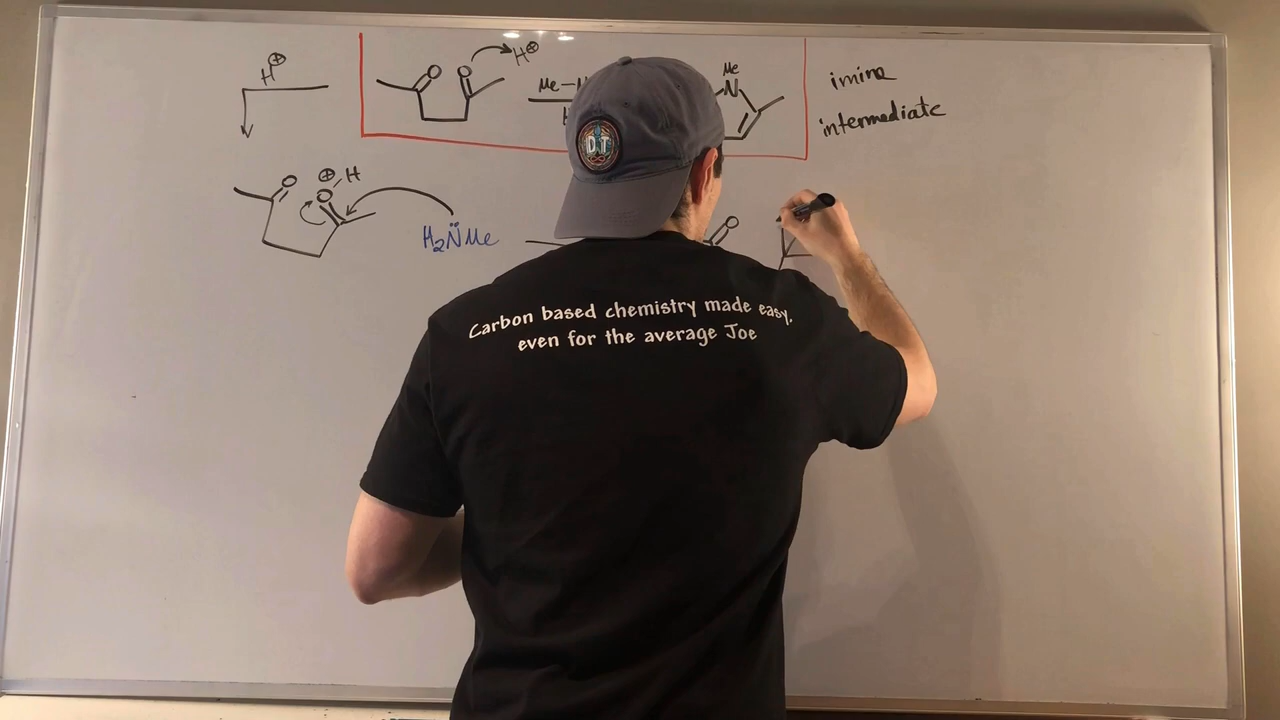 H⊕
O O H⊕
Me
N
imine
Me-N
intermediate
O O⊕ H
H₂N̈Me
O
D T
Carbon based chemistry made easy.
even for the average Joe